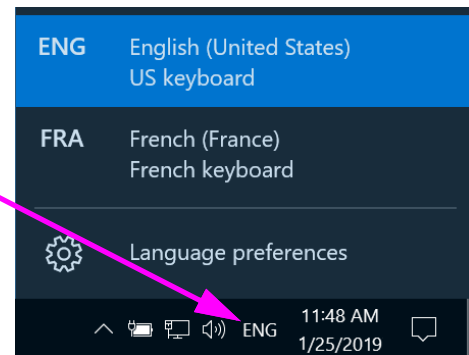 ENG English (United States)
US keyboard
FRA French (France)
French keyboard
Language preferences
ENG 11:48 AM
1/25/2019